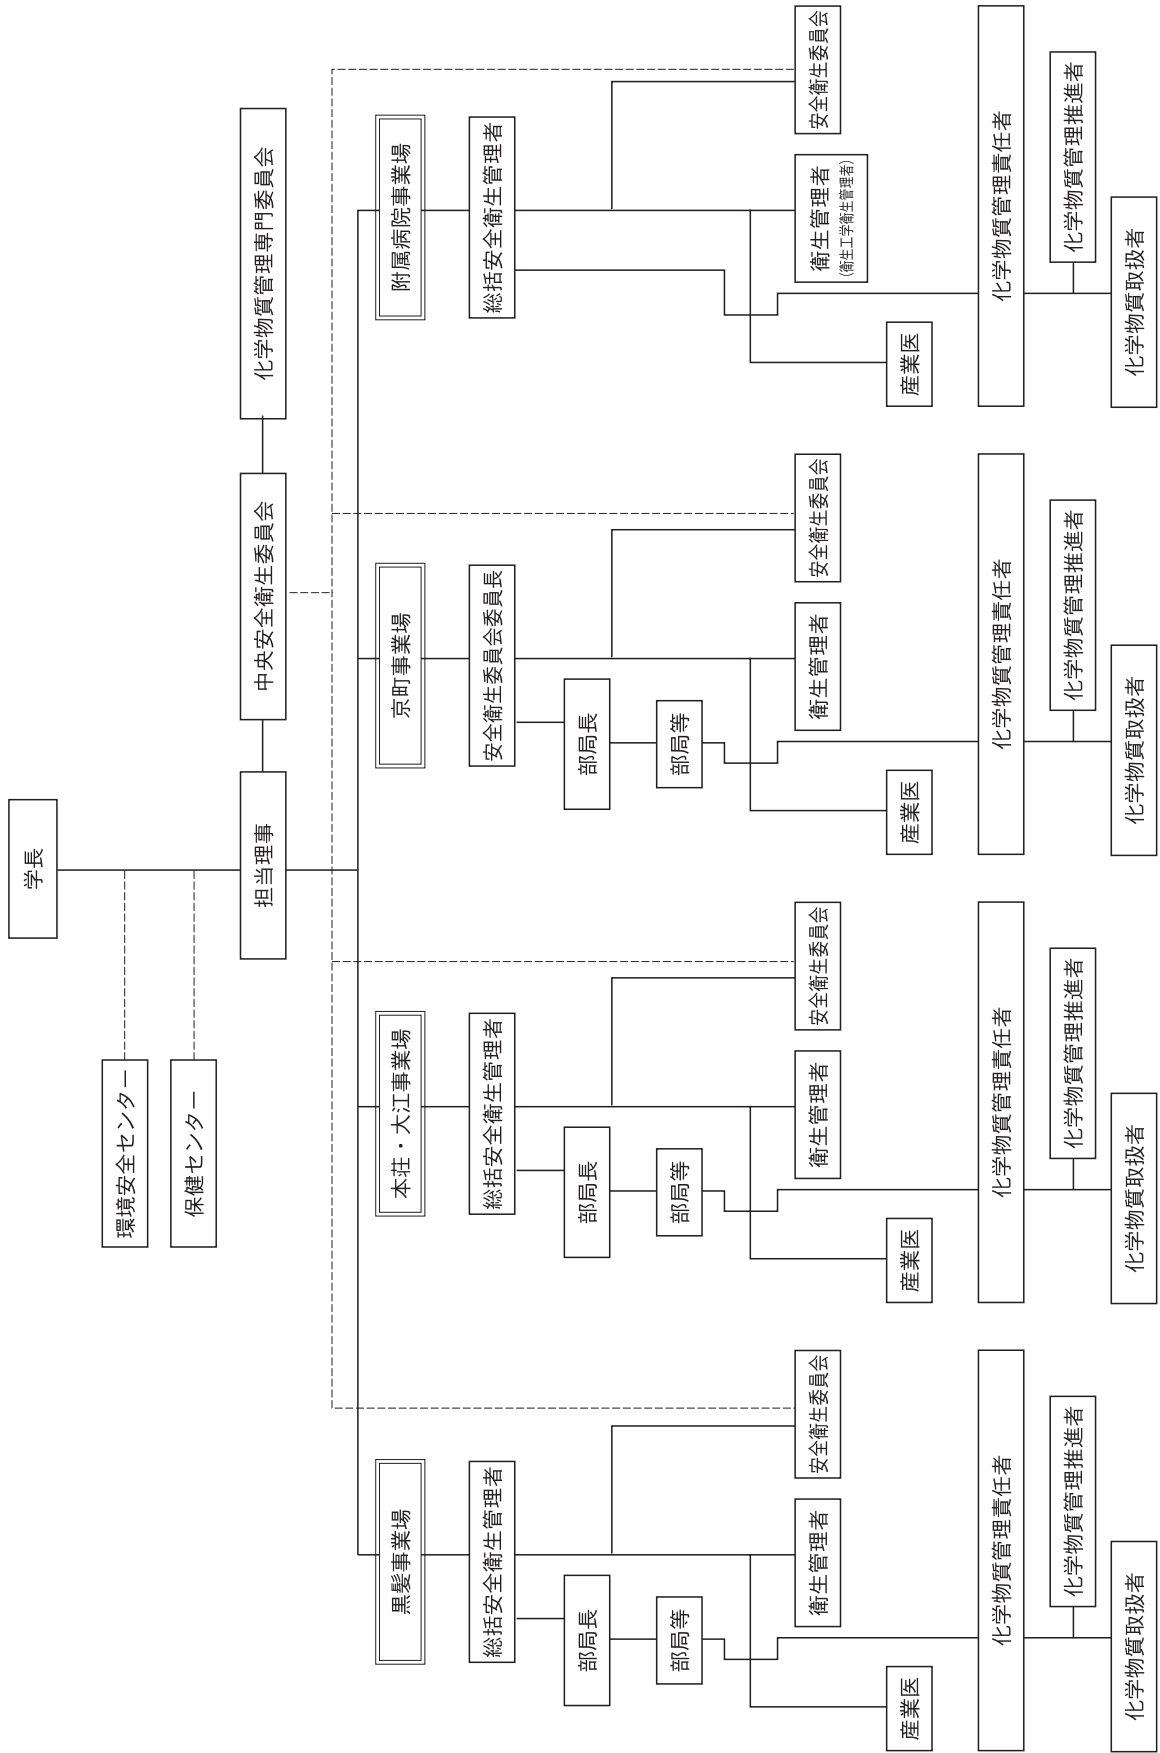 学長
環境安全センター
保健センター
担当理事
中央安全衛生委員会
化学物質管理専門委員会
黒髪事業場
総括安全衛生管理者
部局長
部局等
産業医
衛生管理者
安全衛生委員会
化学物質管理責任者
化学物質管理推進者
化学物質取扱者
本荘・大江事業場
総括安全衛生管理者
部局長
部局等
産業医
衛生管理者
安全衛生委員会
化学物質管理責任者
化学物質管理推進者
化学物質取扱者
京町事業場
安全衛生委員会委員長
部局長
部局等
産業医
衛生管理者
安全衛生委員会
化学物質管理責任者
化学物質管理推進者
化学物質取扱者
附属病院事業場
総括安全衛生管理者
産業医
衛生管理者
(衛生工学衛生管理者)
安全衛生委員会
化学物質管理責任者
化学物質管理推進者
化学物質取扱者